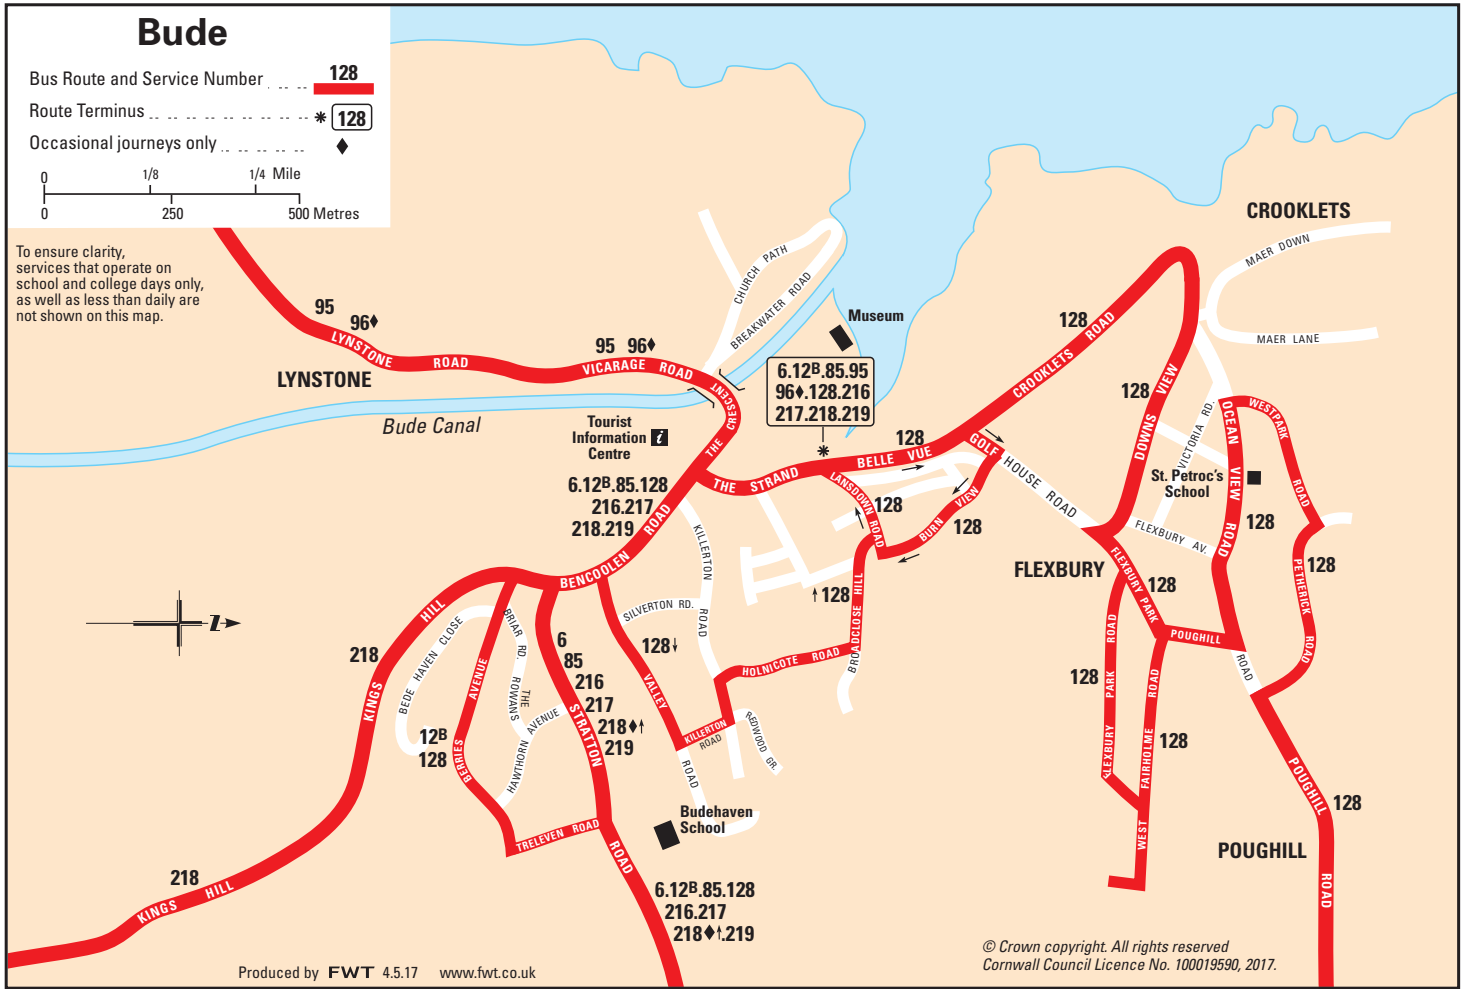 Bude
Bus Route and Service Number 128
Route Terminus * 128
Occasional journeys only ♦
0 1/8 1/4 Mile
0 250 500 Metres
To ensure clarity,
services that operate on
school and college days only,
as well as less than daily are
not shown on this map.
95
96♦
LYNSTONE ROAD
LYNSTONE
95 96♦
VICARAGE ROAD
THE CRESCENT
CHURCH PATH
BREAKWATER ROAD
Bude Canal
Tourist
Information
Centre
i
Museum
6.12B.85.95
96♦.128.216
217.218.219
*
CROOKLETS
MAER DOWN
MAER LANE
128
CROOKLETS ROAD
128
DOWNS VIEW
VICTORIA RD.
OCEAN VIEW ROAD
WESTPARK ROAD
St. Petroc's
School
128
128
PETHERICK ROAD
128
BELLE VUE
THE STRAND
GOLF HOUSE ROAD
LANSDOWN ROAD
128
BURN VIEW
128
6.12B.85.128
216.217
218.219
BENCOOLEN ROAD
KILLERTON ROAD
SILVERTON RD.
FLEXBURY AV.
FLEXBURY
FLEXBURY PARK
128
POUGHILL ROAD
↑128
BROADCLOSE HILL
HOLNICOTE ROAD
128↓
VALLEY ROAD
KILLERTON
ROAD
REDWOOD GR.
FLEXBURY PARK ROAD
128
WEST FAIRHOLME ROAD
128
z
KINGS HILL
218
BEDE HAVEN CLOSE
BERRIES AVENUE
12B
128
BRIAR RD.
THE ROWANS
HAWTHORN AVENUE
6
85
216
217
218♦↑
219
STRATTON ROAD
TRELEVEN ROAD
Budehaven
School
218
KINGS HILL
6.12B.85.128
216.217
218♦↑.219
POUGHILL ROAD
128
POUGHILL
Produced by FWT 4.5.17 www.fwt.co.uk
© Crown copyright. All rights reserved
Cornwall Council Licence No. 100019590, 2017.